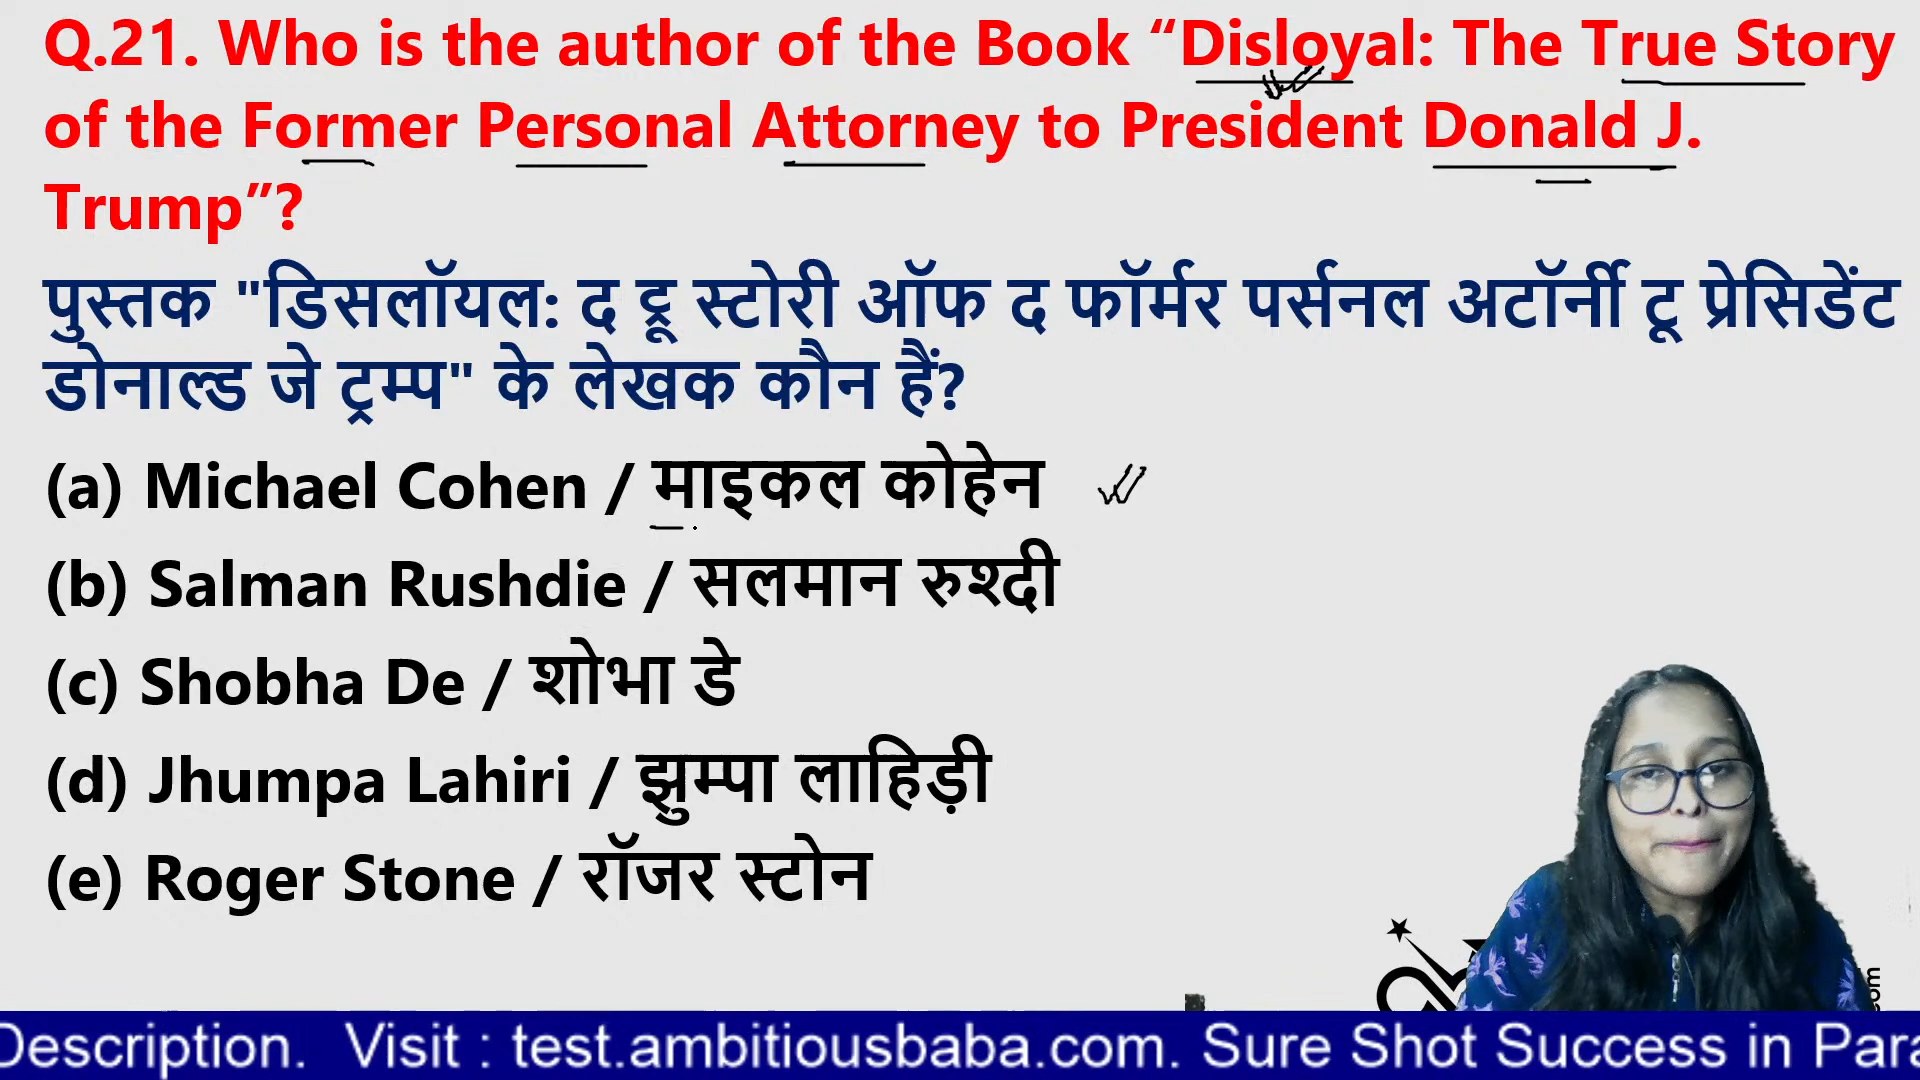 Q.21. Who is the author of the Book “Disloyal: The True Story
of the Former Personal Attorney to President Donald J.
Trump”?
पुस्तक "डिसलॉयल: द ट्रू स्टोरी ऑफ द फॉर्मर पर्सनल अटॉर्नी टू प्रेसिडेंट
डोनाल्ड जे ट्रम्प" के लेखक कौन हैं?
(a) Michael Cohen / माइकल कोहेन
(b) Salman Rushdie / सलमान रुश्दी
(c) Shobha De / शोभा डे
(d) Jhumpa Lahiri / झुम्पा लाहिड़ी
(e) Roger Stone / रॉजर स्टोन
Description. Visit : test.ambitiousbaba.com. Sure Shot Success in